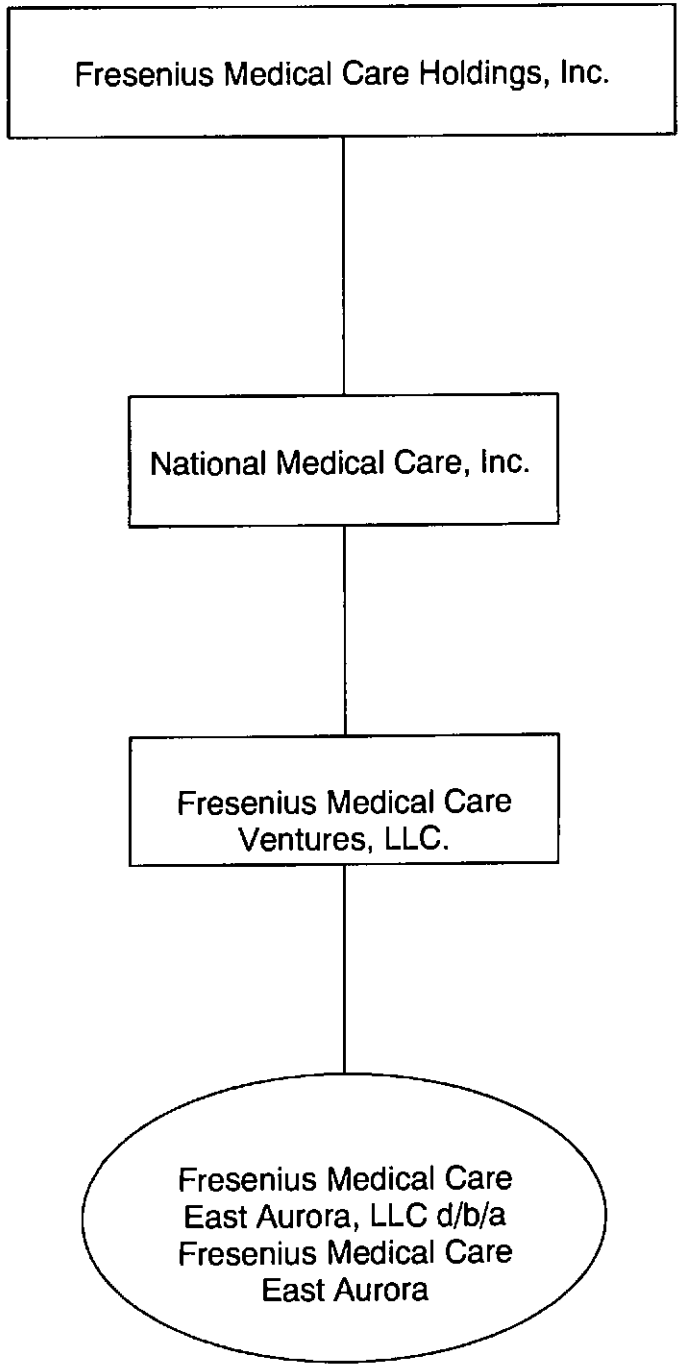 Fresenius Medical Care Holdings, Inc.
National Medical Care, Inc.
Fresenius Medical Care
Ventures, LLC.
Fresenius Medical Care
East Aurora, LLC d/b/a
Fresenius Medical Care
East Aurora